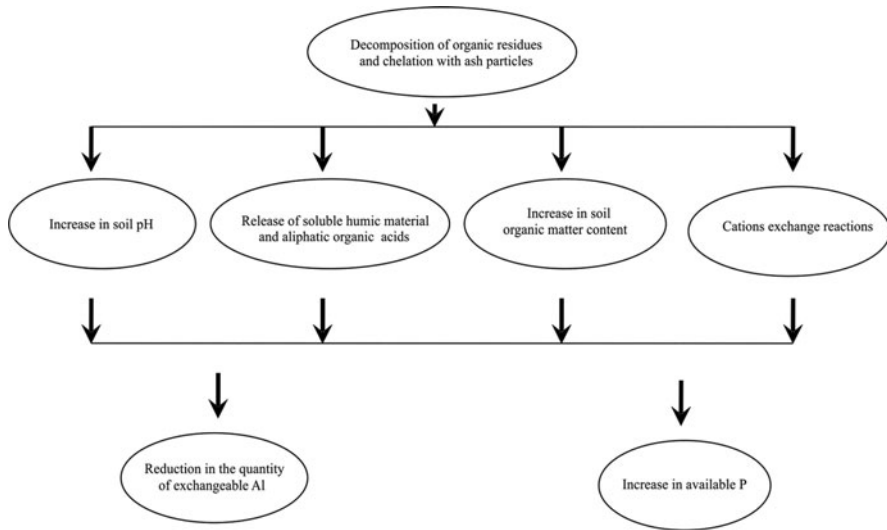 Decomposition of organic residues
and chelation with ash particles
Increase in soil pH
Release of soluble humic material
and aliphatic organic acids
Increase in soil
organic matter content
Cations exchange reactions
Reduction in the quantity
of exchangeable Al
Increase in available P